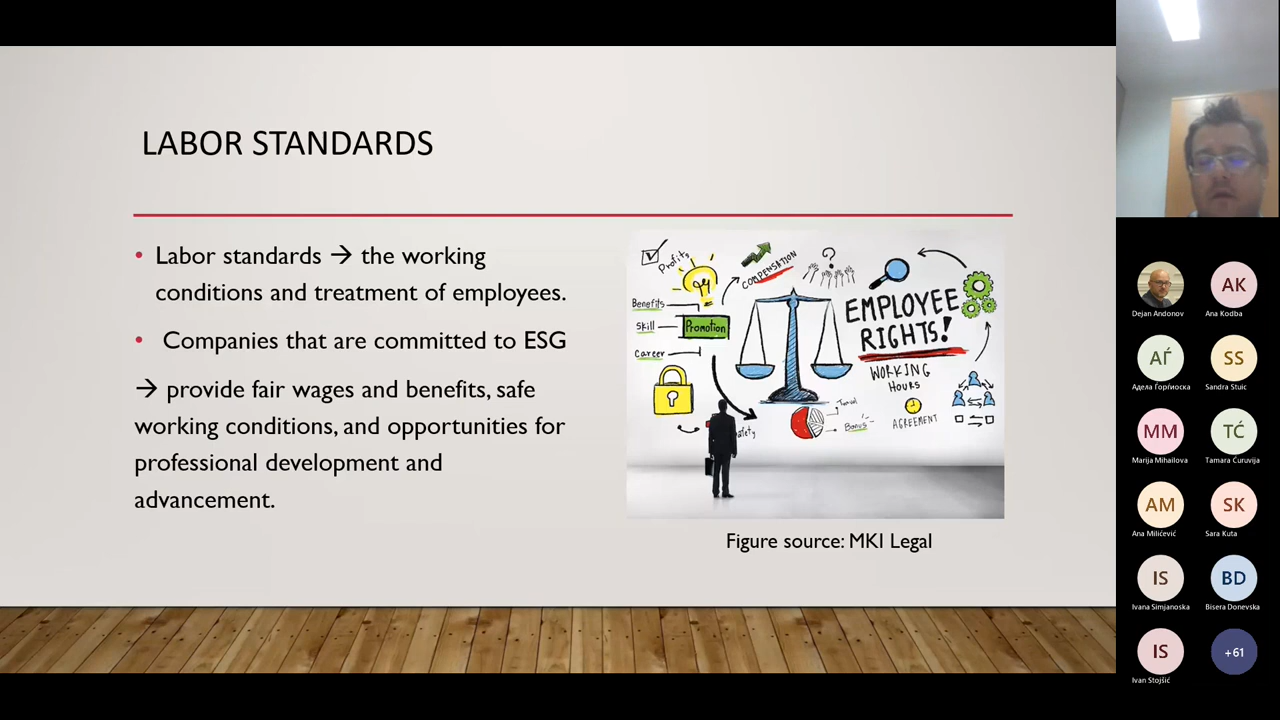 LABOR STANDARDS
• Labor standards → the working
conditions and treatment of employees.
• Companies that are committed to ESG
→ provide fair wages and benefits, safe
working conditions, and opportunities for
professional development and
advancement.
Profits
COMPENSATION
?
Benefits
Skill
Promotion
Career
EMPLOYEE
RIGHTS!
WORKING
HOURS
AGREEMENT
Bonus
afety
Figure source: MKI Legal
Dejan Andonov
AK
Ana Kodba
АЃ
Адела Ѓорѓиоска
SS
Sandra Stuic
MM
Marija Mihailova
TĆ
Tamara Ćuruvija
AM
Ana Milićević
SK
Sara Kuta
IS
Ivana Simjanoska
BD
Bisera Donevska
IS
Ivan Stojšić
+61